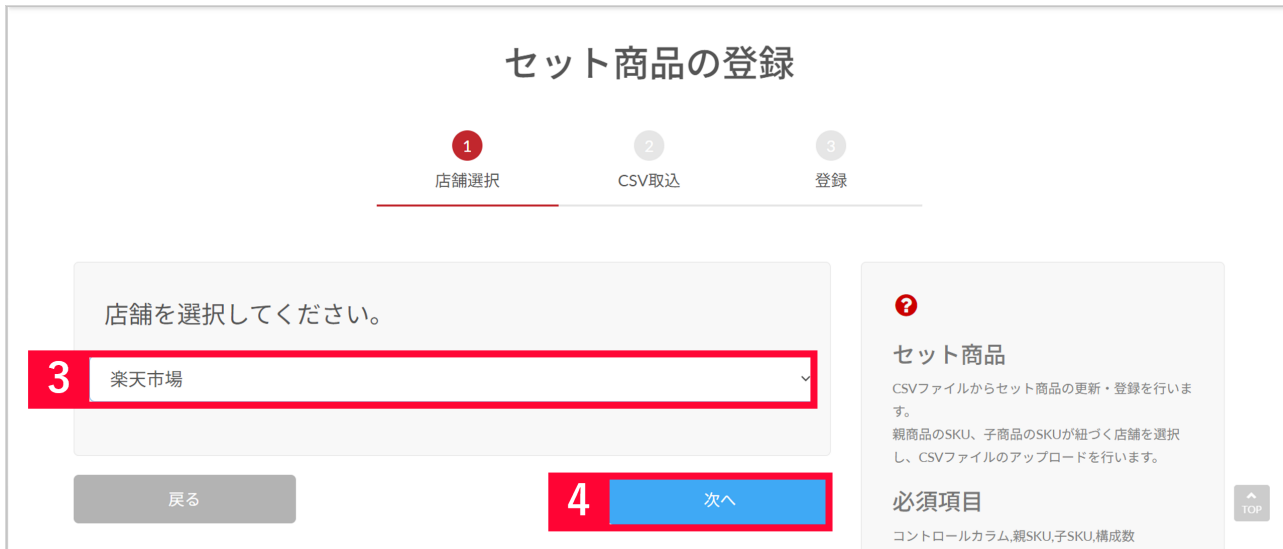 セット商品の登録
1
2
3
店舗選択
CSV取込
登録
店舗を選択してください。
3
楽天市場
戻る
4
次へ
?
セット商品
CSVファイルからセット商品の更新・登録を行いま
す。
親商品のSKU、子商品のSKUが紐づく店舗を選択
し、CSVファイルのアップロードを行います。
必須項目
コントロールカラム,親SKU,子SKU,構成数
TOP